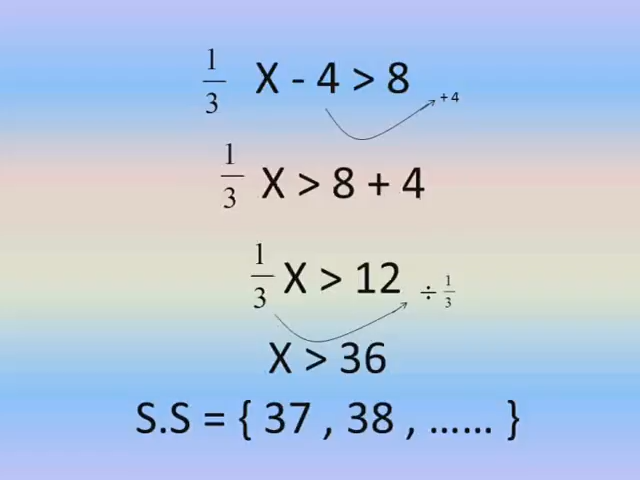 1/3 X - 4 > 8 +4
1/3 X > 8 + 4
1/3 X > 12 ÷ 1/3
X > 36
S.S = { 37 , 38 , …… }